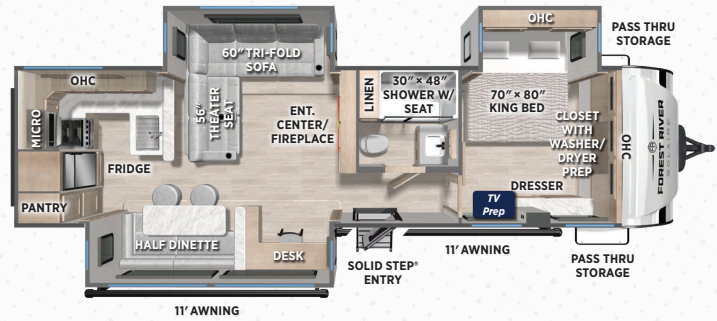 OHC
PASS THRU
STORAGE
60" TRI-FOLD
SOFA
OHC
MICRO
56"
THEATER
SEAT
ENT.
CENTER/
FIREPLACE
LINEN
30" × 48"
SHOWER W/
SEAT
70" × 80"
KING BED
CLOSET
WITH
WASHER/
DRYER
PREP
OHC
FOREST RIVER
SOLAIRE
FRIDGE
PANTRY
DRESSER
TV
Prep
HALF DINETTE
DESK
SOLID STEP®
ENTRY
11' AWNING
PASS THRU
STORAGE
11' AWNING